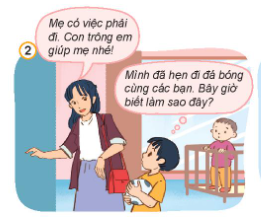 2
Mẹ có việc phải
đi. Con trông em
giúp mẹ nhé!
Mình đã hẹn đi đá bóng
cùng các bạn. Bây giờ
biết làm sao đây?